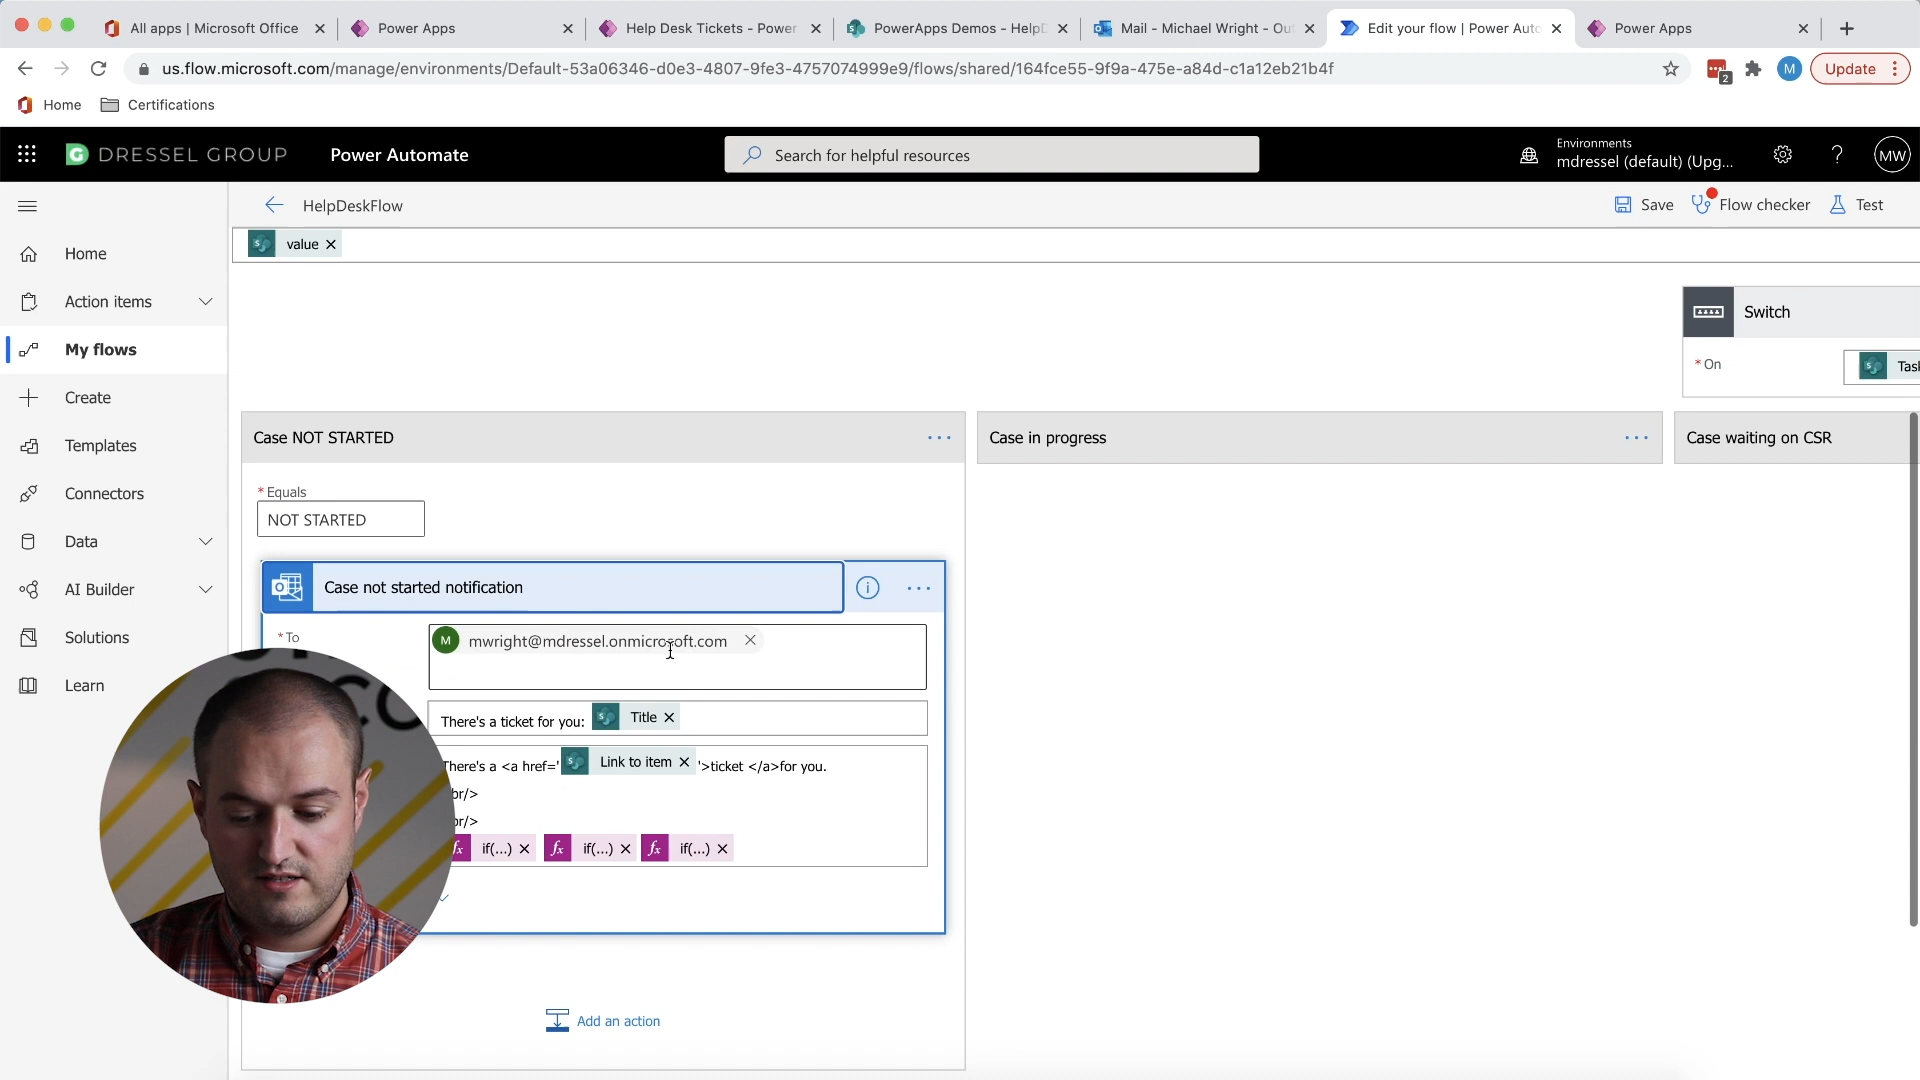 All apps | Microsoft Office
Power Apps
Help Desk Tickets - Power
PowerApps Demos - HelpD
Mail - Michael Wright - Out
Edit your flow | Power Auto
Power Apps
us.flow.microsoft.com/manage/environments/Default-53a06346-d0e3-4807-9fe3-4757074999e9/flows/shared/164fce55-9f9a-475e-a84d-c1a12eb21b4f
2
M
Update
Home
Certifications
DRESSEL GROUP
Power Automate
Search for helpful resources
Environments
mdressel (default) (Upg...
MW
HelpDeskFlow
Save
Flow checker
Test
Home
Action items
My flows
Create
Templates
Connectors
Data
AI Builder
Solutions
Learn
value
Switch
* On
Task
Case NOT STARTED
Case in progress
Case waiting on CSR
* Equals
NOT STARTED
Case not started notification
* To
M mwright@mdressel.onmicrosoft.com
There's a ticket for you: Title
There's a <a href=' Link to item '>ticket </a>for you.
br/>
br/>
fx if(...) fx if(...) fx if(...)
Add an action